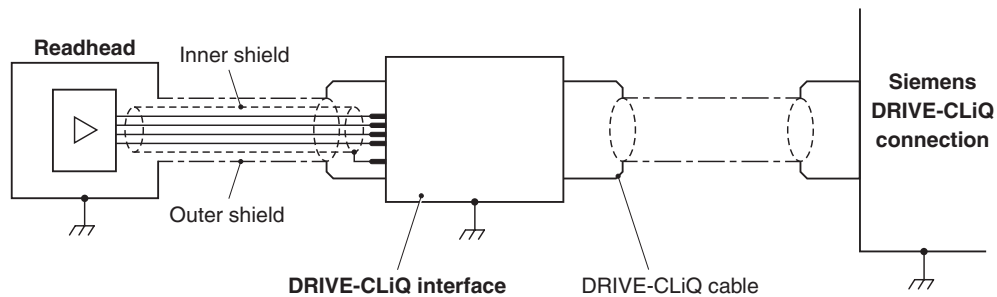 Readhead
Inner shield
Siemens
DRIVE-CLiQ
connection
Outer shield
DRIVE-CLiQ interface
DRIVE-CLiQ cable